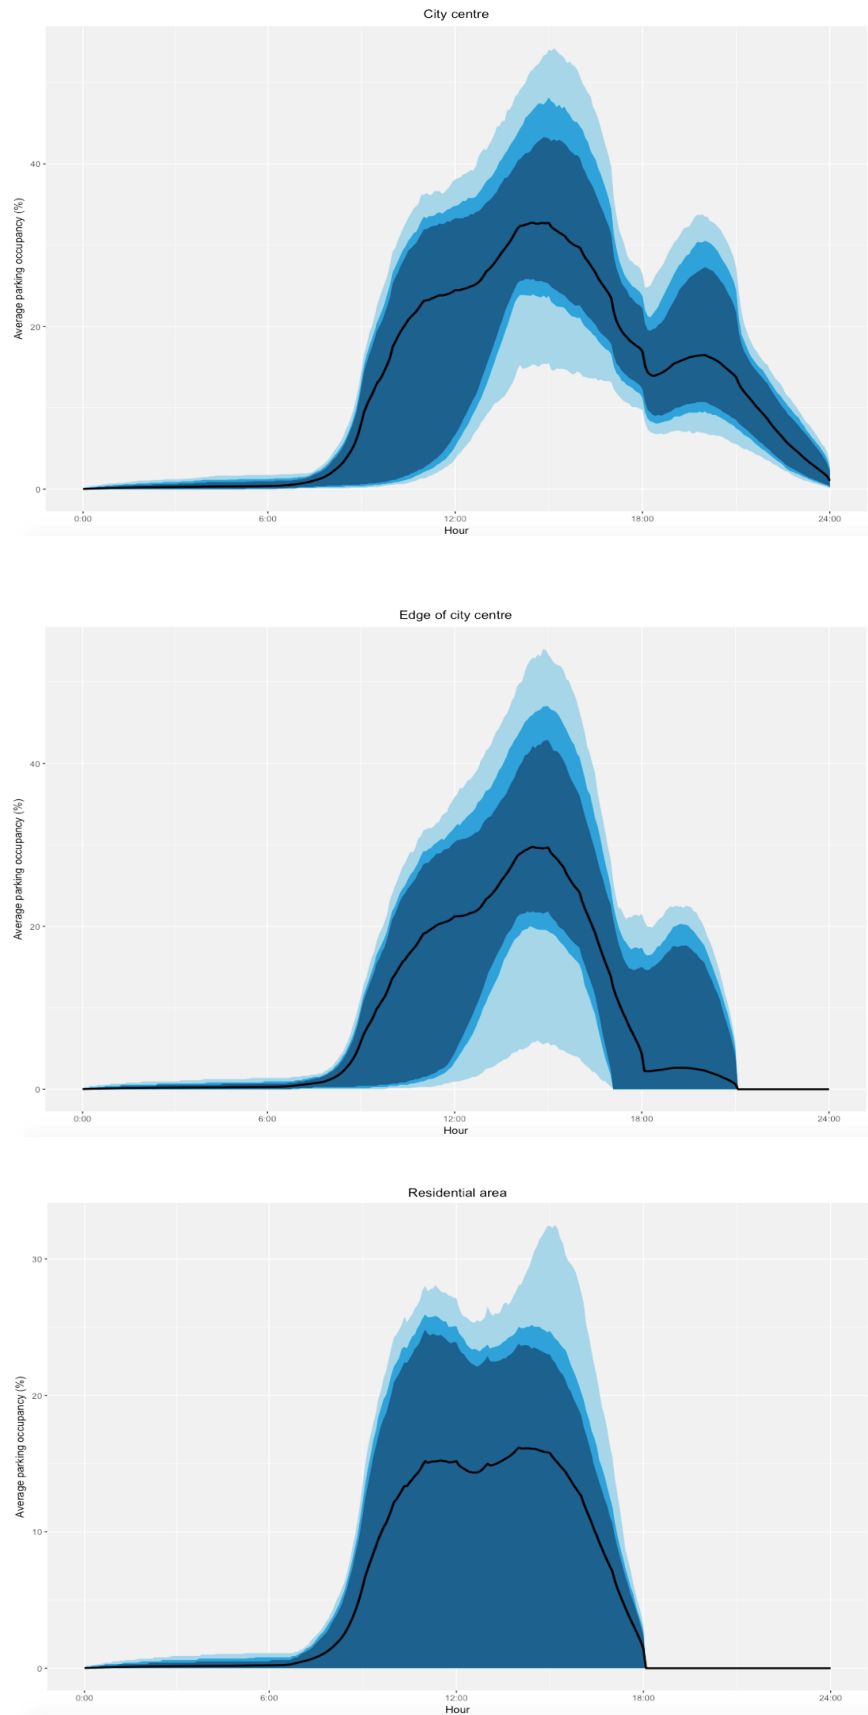 City centre
Average parking occupancy (%)
40
20
0
0:00 6:00 12:00 18:00 24:00
Hour
Edge of city centre
Average parking occupancy (%)
40
20
0
0:00 6:00 12:00 18:00 24:00
Hour
Residential area
Average parking occupancy (%)
30
20
10
0
0:00 6:00 12:00 18:00 24:00
Hour